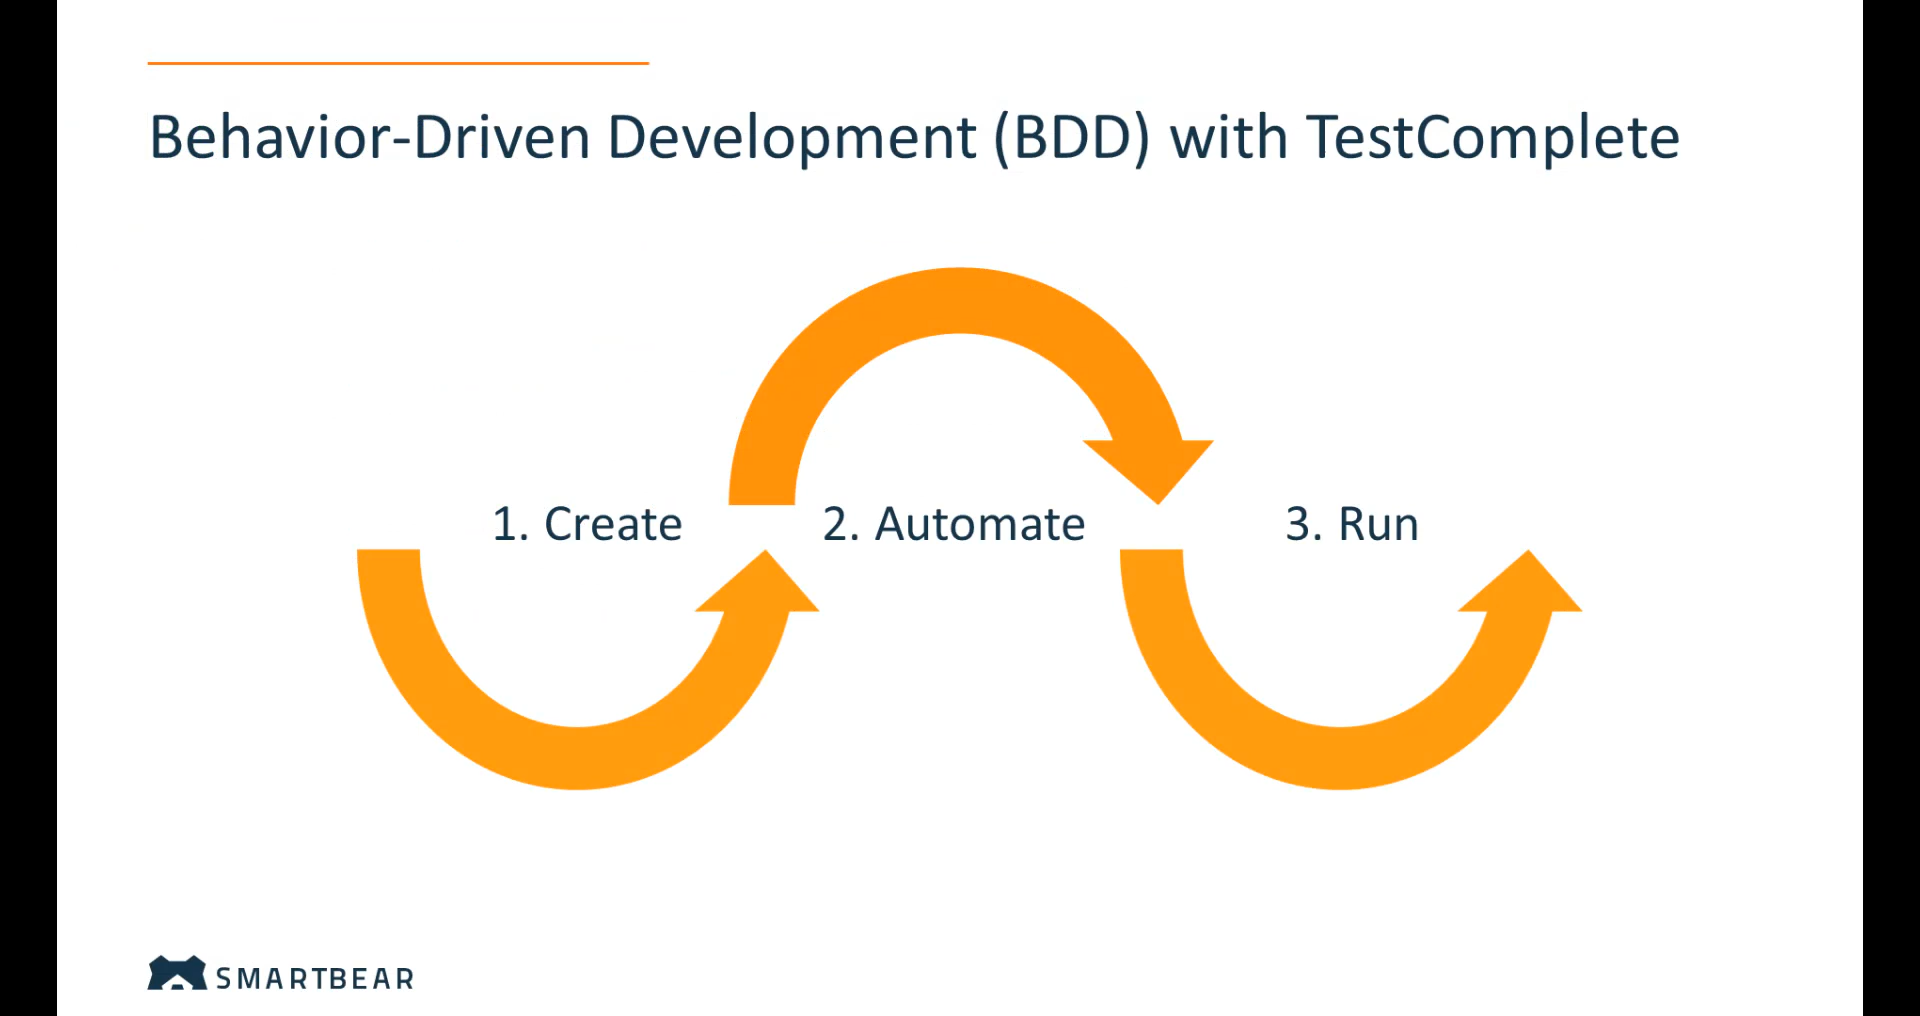 Behavior-Driven Development (BDD) with TestComplete
1. Create
2. Automate
3. Run
SMARTBEAR